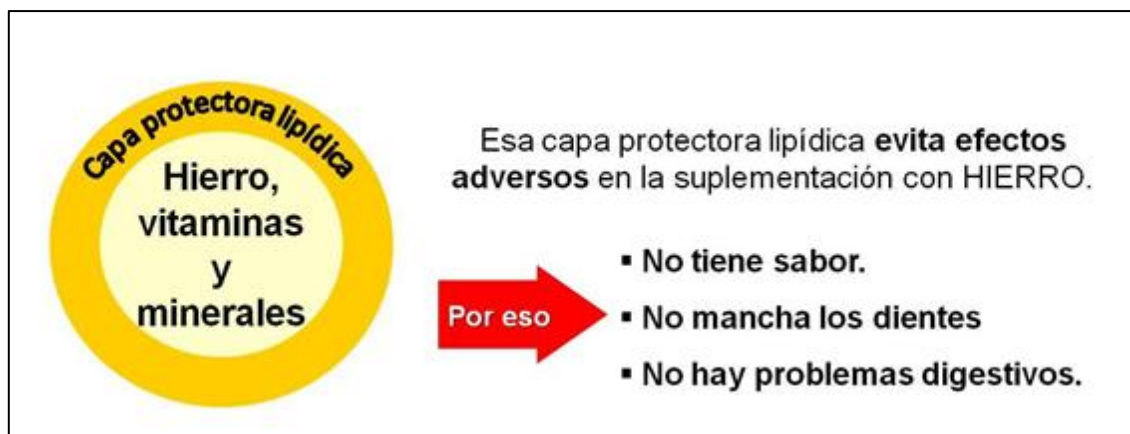 Capa protectora lipídica
Hierro,
vitaminas
y
minerales
Esa capa protectora lipídica evita efectos
adversos en la suplementación con HIERRO.
Por eso
▪ No tiene sabor.
▪ No mancha los dientes
▪ No hay problemas digestivos.